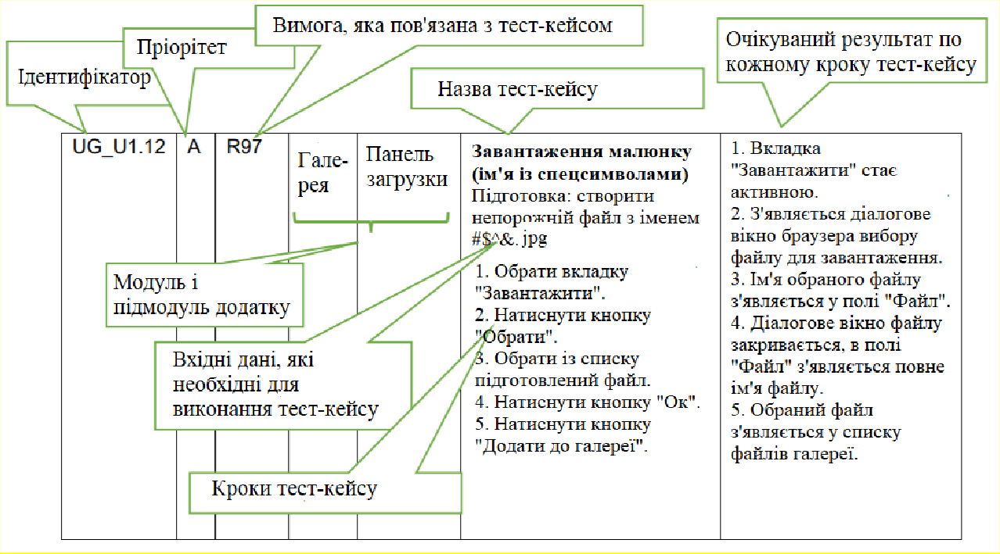 Вимога, яка пов'язана з тест-кейсом
Пріорітет
Ідентифікатор
Назва тест-кейсу
Очікуваний результат по
кожному кроку тест-кейсу
UG_U1.12
A
R97
Гале-
рея
Панель
загрузки
Завантаження малюнку
(ім'я із спецсимволами)
Підготовка: створити
непорожній файл з іменем
#$^&. jpg
1. Обрати вкладку
"Завантажити".
2. Натиснути кнопку
"Обрати".
3. Обрати із списку
підготовлений файл.
4. Натиснути кнопку "Ок".
5. Натиснути кнопку
"Додати до галереї".
1. Вкладка
"Завантажити" стає
активною.
2. З'являється діалогове
вікно браузера вибору
файлу для завантаження.
3. Ім'я обраного файлу
з'являється у полі "Файл".
4. Діалогове вікно файлу
закривається, в полі
"Файл" з'являється повне
ім'я файлу.
5. Обраний файл
з'являється у списку
файлів галереї.
Модуль і
підмодуль додатку
Вхідні дані, які
необхідні для
виконання тест-кейсу
Кроки тест-кейсу